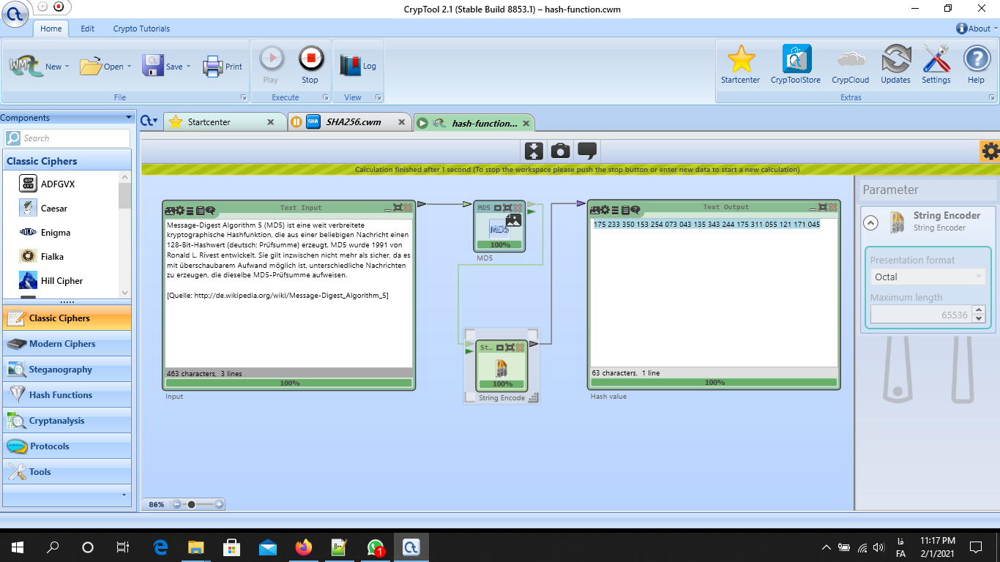 CrypTool 2.1 (Stable Build 8853.1) – hash-function.cwm
Home Edit Crypto Tutorials About
New Open Save Print Play Stop Log Startcenter CrypToolStore CrypCloud Updates Settings Help
File Execute View Extras
Components
Startcenter SHA256.cwm hash-function...
SHA
Search
Classic Ciphers
Calculation finished after 1 second (To stop the workspace please push the stop button or enter new data to start a new calculation)
ADFGVX
Caesar
Enigma
Fialka
Hill Cipher
Classic Ciphers
Modern Ciphers
Steganography
Hash Functions
Cryptanalysis
Protocols
Tools
Text Input
Message-Digest Algorithm 5 (MD5) ist eine weit verbreitete
kryptographische Hashfunktion, die aus einer beliebigen Nachricht einen
128-Bit-Hashwert (deutsch: Prüfsumme) erzeugt. MD5 wurde 1991 von
Ronald L. Rivest entwickelt. Sie gilt inzwischen nicht mehr als sicher, da es
mit überschaubarem Aufwand möglich ist, unterschiedliche Nachrichten
zu erzeugen, die dieselbe MD5-Prüfsumme aufweisen.
[Quelle: http://de.wikipedia.org/wiki/Message-Digest_Algorithm_5]
463 characters, 3 lines
100%
Input
MD5
MD5
100%
MD5
St...
100%
String Encode
Text Output
175 233 350 153 254 073 043 135 343 244 175 311 055 121 171 045
63 characters, 1 line
100%
Hash value
Parameter
String Encoder
String Encoder
Presentation format
Octal
Maximum length
65536
86%
1
فا
FA
11:17 PM
2/1/2021